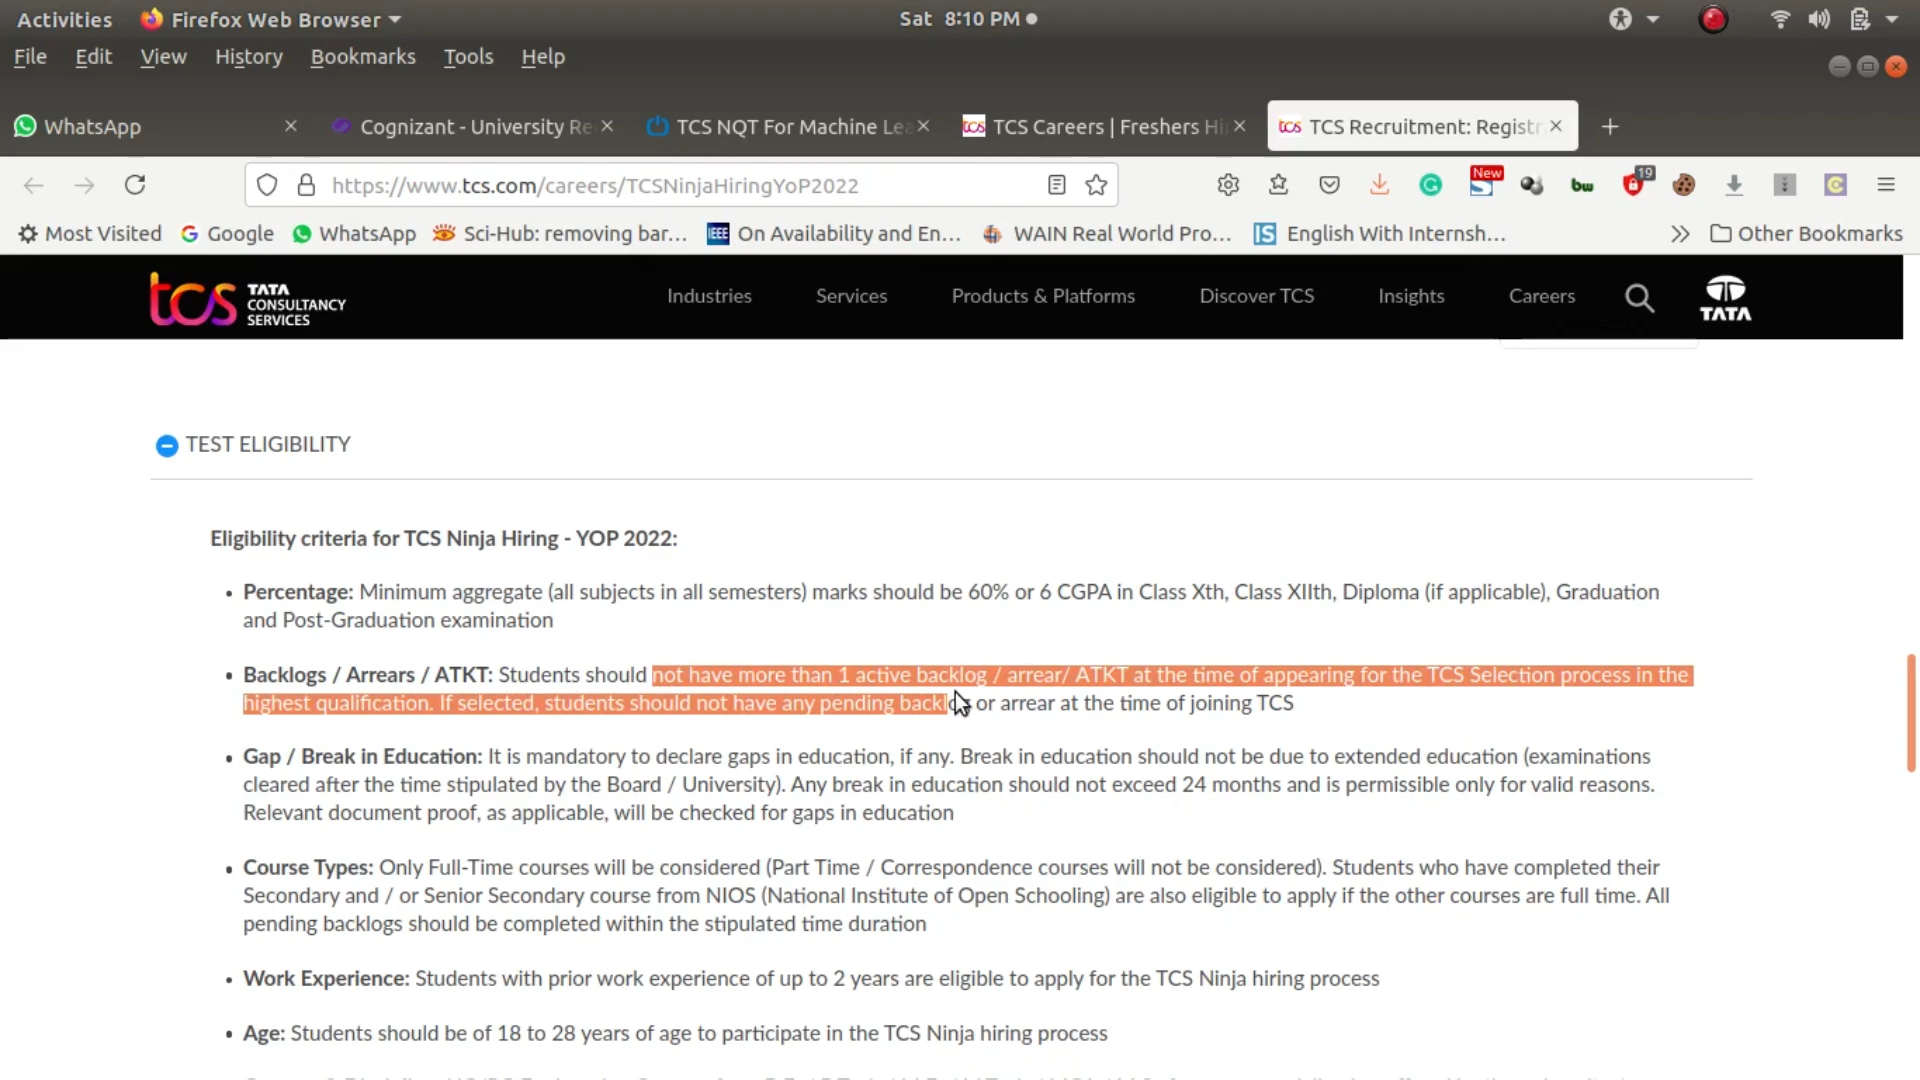 Activities Firefox Web Browser Sat 8:10 PM
File Edit View History Bookmarks Tools Help
WhatsApp Cognizant - University Re TCS NQT For Machine Lea TCS Careers | Freshers Hi TCS Recruitment: Registr
https://www.tcs.com/careers/TCSNinjaHiringYoP2022 New bw 19
Most Visited Google WhatsApp Sci-Hub: removing bar... IEEE On Availability and En... WAIN Real World Pro... IS English With Internsh... Other Bookmarks
tcs TATA CONSULTANCY SERVICES Industries Services Products & Platforms Discover TCS Insights Careers TATA
TEST ELIGIBILITY
Eligibility criteria for TCS Ninja Hiring - YOP 2022:
• Percentage: Minimum aggregate (all subjects in all semesters) marks should be 60% or 6 CGPA in Class Xth, Class XIIth, Diploma (if applicable), Graduation
and Post-Graduation examination
• Backlogs / Arrears / ATKT: Students should not have more than 1 active backlog / arrear/ ATKT at the time of appearing for the TCS Selection process in the
highest qualification. If selected, students should not have any pending backlog or arrear at the time of joining TCS
• Gap / Break in Education: It is mandatory to declare gaps in education, if any. Break in education should not be due to extended education (examinations
cleared after the time stipulated by the Board / University). Any break in education should not exceed 24 months and is permissible only for valid reasons.
Relevant document proof, as applicable, will be checked for gaps in education
• Course Types: Only Full-Time courses will be considered (Part Time / Correspondence courses will not be considered). Students who have completed their
Secondary and / or Senior Secondary course from NIOS (National Institute of Open Schooling) are also eligible to apply if the other courses are full time. All
pending backlogs should be completed within the stipulated time duration
• Work Experience: Students with prior work experience of up to 2 years are eligible to apply for the TCS Ninja hiring process
• Age: Students should be of 18 to 28 years of age to participate in the TCS Ninja hiring process